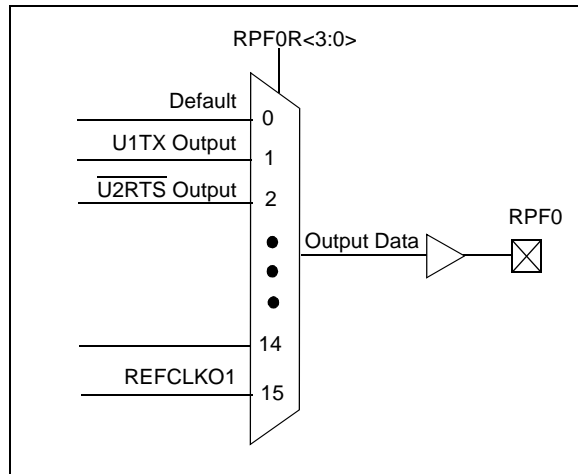 RPF0R<3:0>
Default
0
U1TX Output
1
U2RTS Output
2
RPF0
Output Data
14
REFCLKO1
15